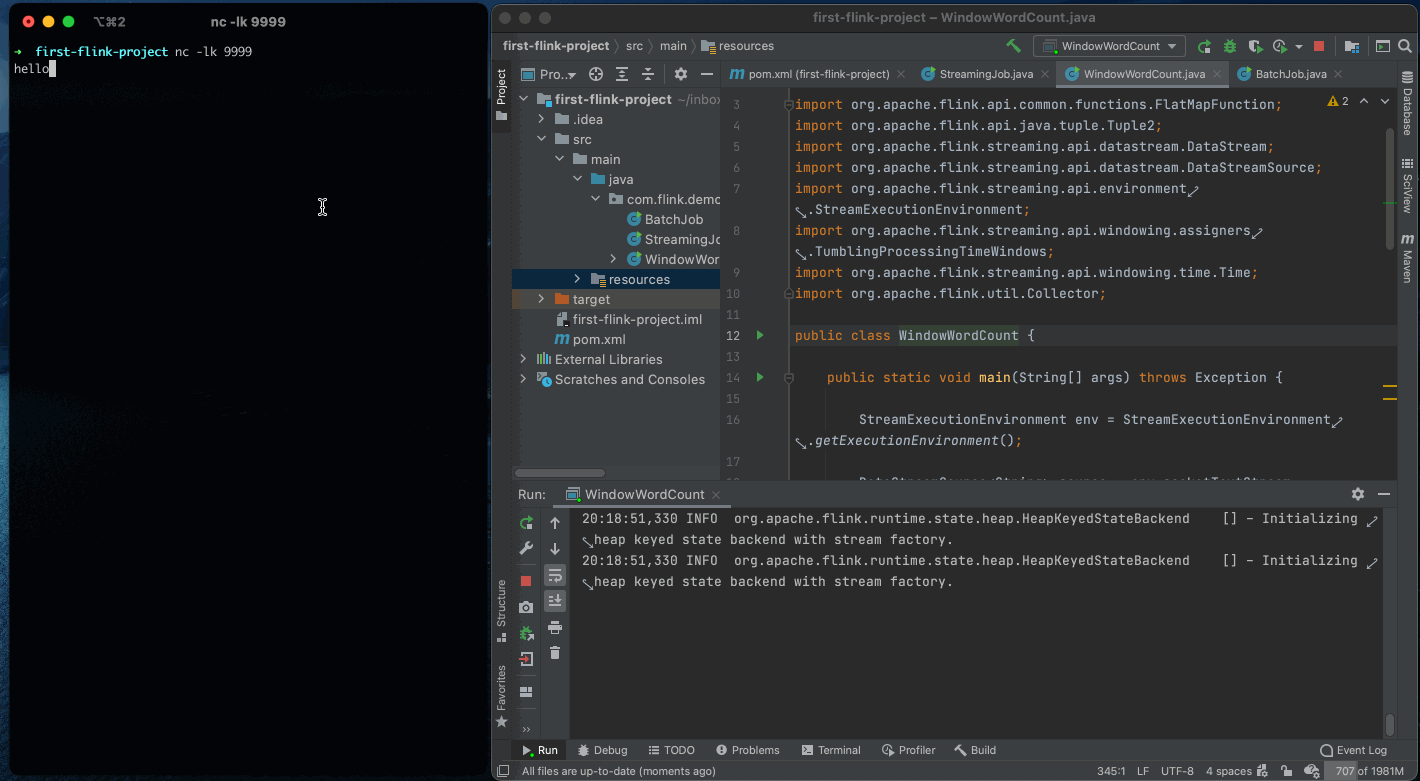 ⌥⌘2 nc -lk 9999
➜ first-flink-project nc -lk 9999
hello
first-flink-project – WindowWordCount.java
first-flink-project 〉 src 〉 main 〉 resources
WindowWordCount
Project
Pro..
pom.xml (first-flink-project)
StreamingJob.java
WindowWordCount.java
BatchJob.java
first-flink-project ~/inbox
.idea
src
main
java
com.flink.demo
BatchJob
StreamingJo
WindowWor
resources
target
first-flink-project.iml
pom.xml
External Libraries
Scratches and Consoles
2
3 import org.apache.flink.api.common.functions.FlatMapFunction;
4 import org.apache.flink.api.java.tuple.Tuple2;
5 import org.apache.flink.streaming.api.datastream.DataStream;
6 import org.apache.flink.streaming.api.datastream.DataStreamSource;
7 import org.apache.flink.streaming.api.environment
.StreamExecutionEnvironment;
8 import org.apache.flink.streaming.api.windowing.assigners
.TumblingProcessingTimeWindows;
9 import org.apache.flink.streaming.api.windowing.time.Time;
10 import org.apache.flink.util.Collector;
11
12 public class WindowWordCount {
13
14 public static void main(String[] args) throws Exception {
15
16 StreamExecutionEnvironment env = StreamExecutionEnvironment
.getExecutionEnvironment();
17
Database
SciView
Maven
Run: WindowWordCount
20:18:51,330 INFO org.apache.flink.runtime.state.heap.HeapKeyedStateBackend [] - Initializing
heap keyed state backend with stream factory.
20:18:51,330 INFO org.apache.flink.runtime.state.heap.HeapKeyedStateBackend [] - Initializing
heap keyed state backend with stream factory.
Structure
Favorites
Run Debug TODO Problems Terminal Profiler Build Event Log
All files are up-to-date (moments ago) 345:1 LF UTF-8 4 spaces 707 of 1981M